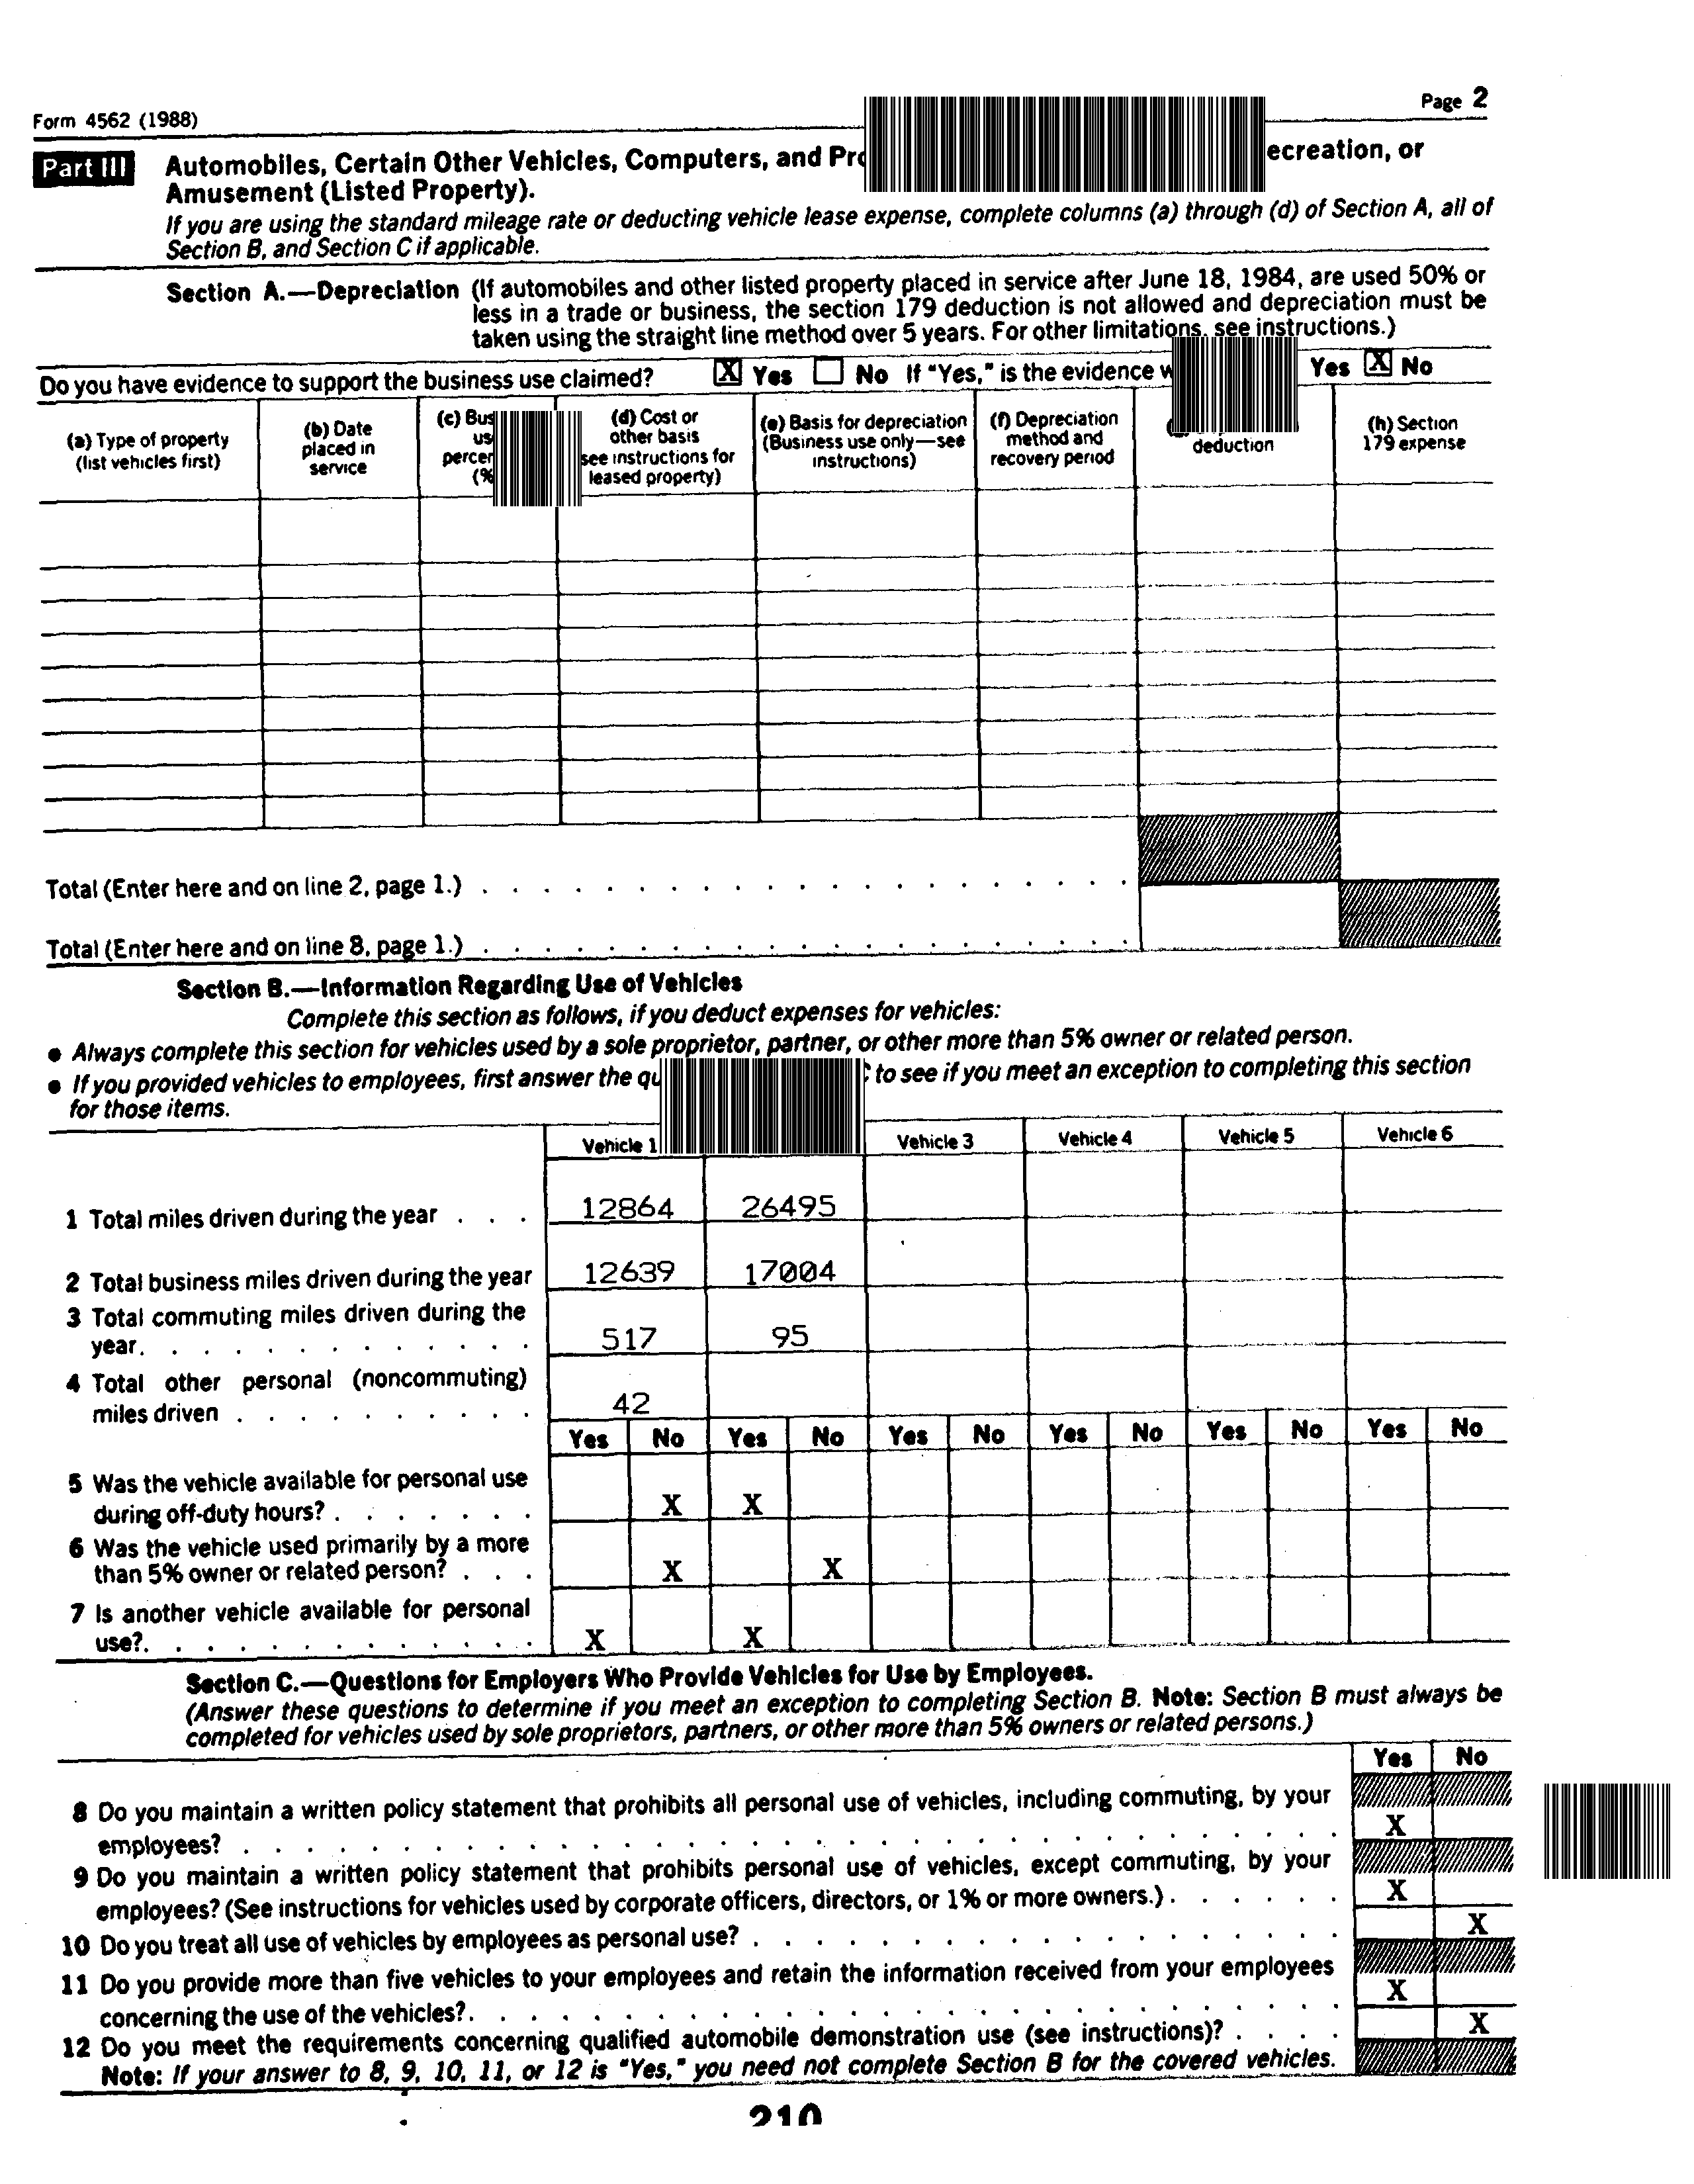 Form 4562 (1988)
Page 2
Part III Automobiles, Certain Other Vehicles, Computers, and ecreation, or
Amusement (Listed Property).
If you are using the standard mileage rate or deducting vehicle lease expense, complete columns (a) through (d) of Section A, all of
Section B, and Section C if applicable.
Section A.—Depreciation (If automobiles and other listed property placed in service after June 18, 1984, are used 50% or
less in a trade or business, the section 179 deduction is not allowed and depreciation must be
taken using the straight line method over 5 years. For other limitations, see instructions.)
Do you have evidence to support the business use claimed? X Yes No If "Yes," is the evidence Yes X No
(a) Type of property
(list vehicles first)
(b) Date
placed in
service
(c) Bus
us
percen
(%
(d) Cost or
other basis
see instructions for
leased property)
(e) Basis for depreciation
(Business use only—see
instructions)
(f) Depreciation
method and
recovery period
deduction
(h) Section
179 expense
Total (Enter here and on line 2, page 1.)
Total (Enter here and on line 8, page 1.)
Section B.—Information Regarding Use of Vehicles
Complete this section as follows, if you deduct expenses for vehicles:
● Always complete this section for vehicles used by a sole proprietor, partner, or other more than 5% owner or related person.
● If you provided vehicles to employees, first answer the to see if you meet an exception to completing this section
for those items.
Vehicle 1 Vehicle 3 Vehicle 4 Vehicle 5 Vehicle 6
1 Total miles driven during the year . . . 12864 26495
2 Total business miles driven during the year 12639 17004
3 Total commuting miles driven during the
year. . . . . . . . . . . . . 517 95
4 Total other personal (noncommuting)
miles driven . . . . . . . . . . 42
Yes No Yes No Yes No Yes No Yes No Yes No
5 Was the vehicle available for personal use
during off-duty hours? . . . . . . . X X
6 Was the vehicle used primarily by a more
than 5% owner or related person? . . . X X
7 Is another vehicle available for personal
use?. . . . . . . . . . . . . X X
Section C.—Questions for Employers Who Provide Vehicles for Use by Employees.
(Answer these questions to determine if you meet an exception to completing Section B. Note: Section B must always be
completed for vehicles used by sole proprietors, partners, or other more than 5% owners or related persons.)
Yes No
8 Do you maintain a written policy statement that prohibits all personal use of vehicles, including commuting, by your
employees? X
9 Do you maintain a written policy statement that prohibits personal use of vehicles, except commuting, by your
employees? (See instructions for vehicles used by corporate officers, directors, or 1% or more owners.) . . . . . . X
10 Do you treat all use of vehicles by employees as personal use? X
11 Do you provide more than five vehicles to your employees and retain the information received from your employees
concerning the use of the vehicles?. X
12 Do you meet the requirements concerning qualified automobile demonstration use (see instructions)? . . . . X
Note: If your answer to 8, 9, 10, 11, or 12 is "Yes," you need not complete Section B for the covered vehicles.
210